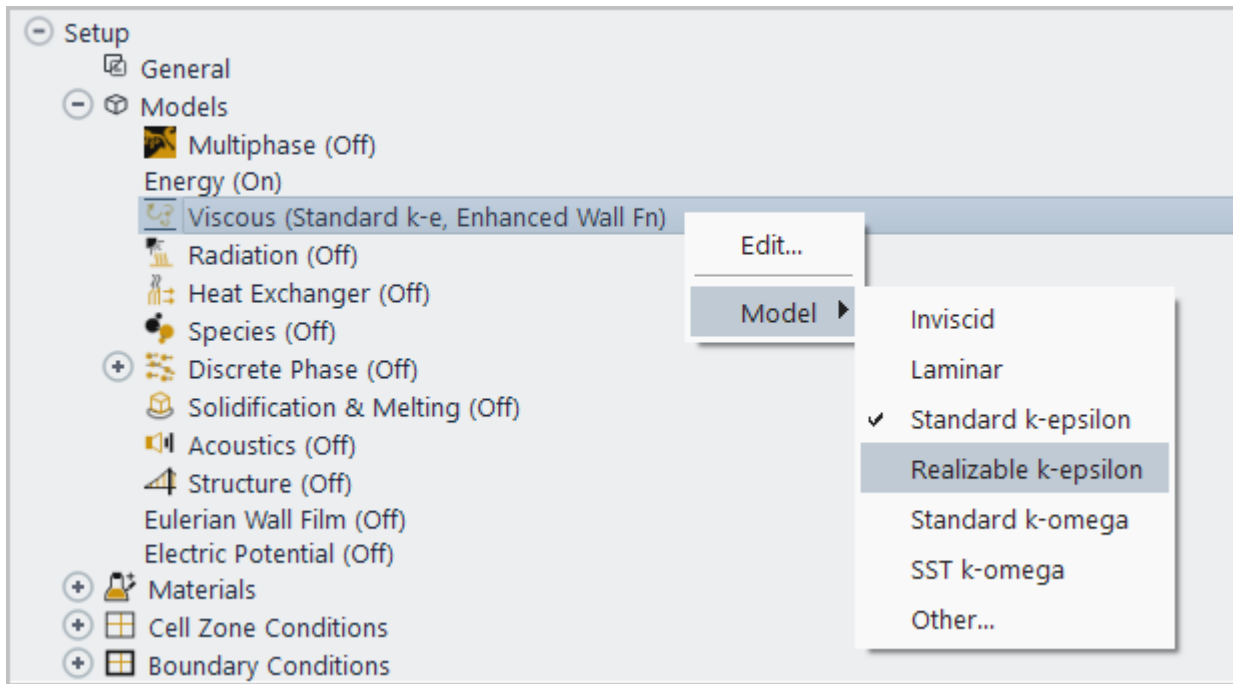 Setup
General
Models
Multiphase (Off)
Energy (On)
Viscous (Standard k-e, Enhanced Wall Fn)
Radiation (Off)
Heat Exchanger (Off)
Species (Off)
Discrete Phase (Off)
Solidification & Melting (Off)
Acoustics (Off)
Structure (Off)
Eulerian Wall Film (Off)
Electric Potential (Off)
Materials
Cell Zone Conditions
Boundary Conditions
Edit...
Model
Inviscid
Laminar
Standard k-epsilon
Realizable k-epsilon
Standard k-omega
SST k-omega
Other...